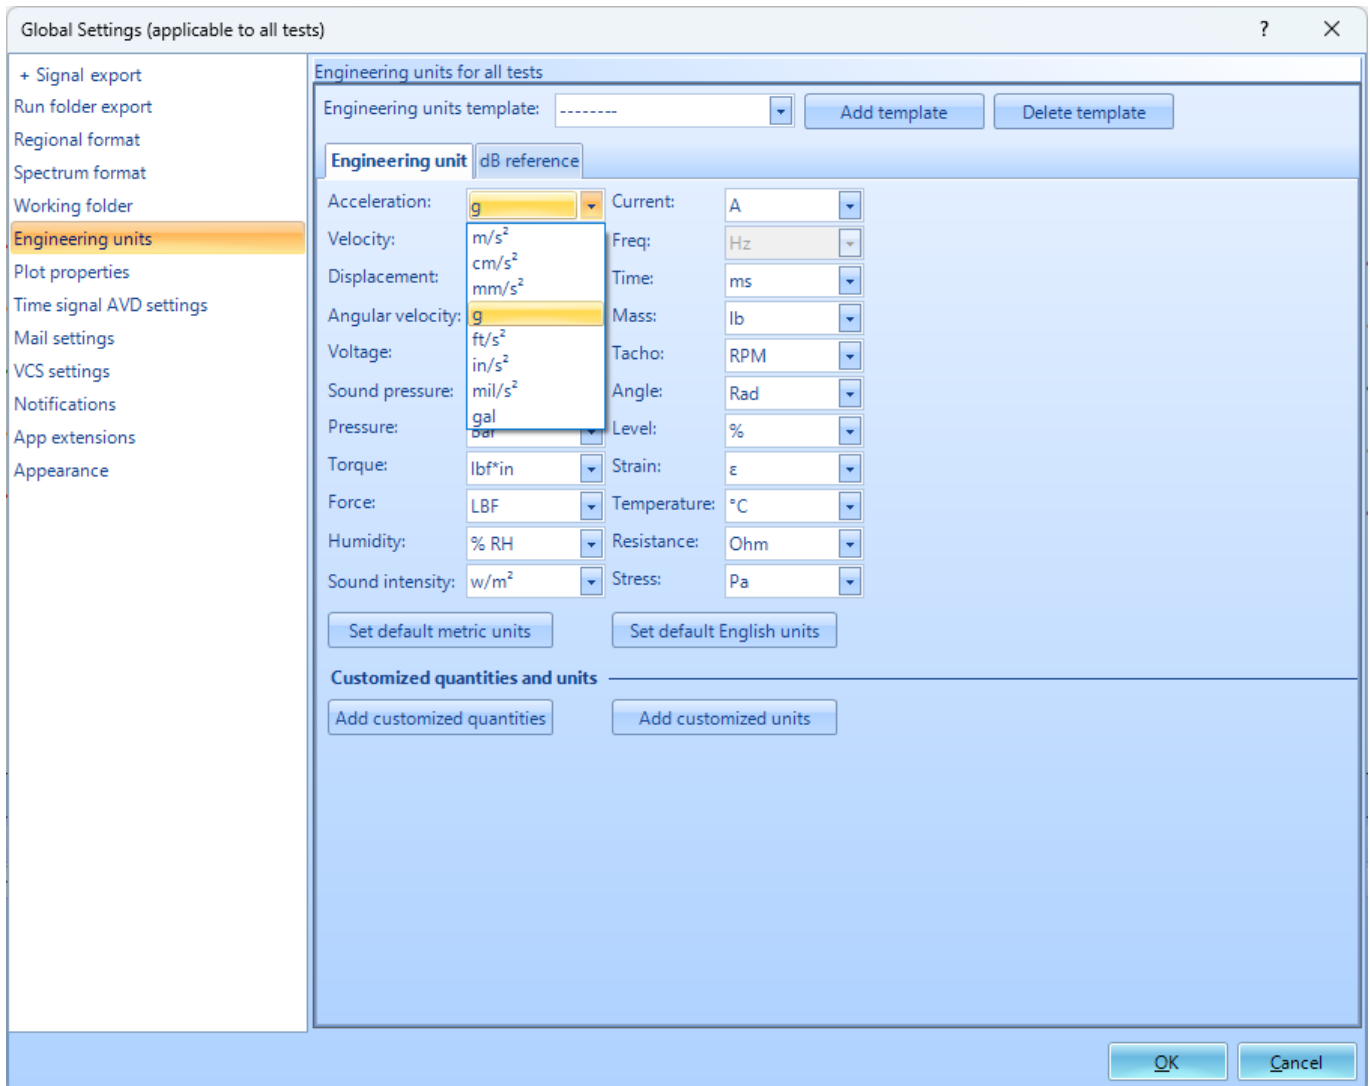 Global Settings (applicable to all tests) ?
+ Signal export
Run folder export
Regional format
Spectrum format
Working folder
Engineering units
Plot properties
Time signal AVD settings
Mail settings
VCS settings
Notifications
App extensions
Appearance
Engineering units for all tests
Engineering units template: -------- Add template Delete template
Engineering unit dB reference
Acceleration: g Current: A
m/s²
Velocity: Freq: Hz
cm/s²
Displacement: Time: ms
mm/s²
Angular velocity: g Mass: lb
ft/s²
Voltage: Tacho: RPM
in/s²
Sound pressure: mil/s² Angle: Rad
gal
Pressure: Bar Level: %
Torque: lbf*in Strain: ε
Force: LBF Temperature: °C
Humidity: % RH Resistance: Ohm
Sound intensity: w/m² Stress: Pa
Set default metric units Set default English units
Customized quantities and units
Add customized quantities Add customized units
OK Cancel